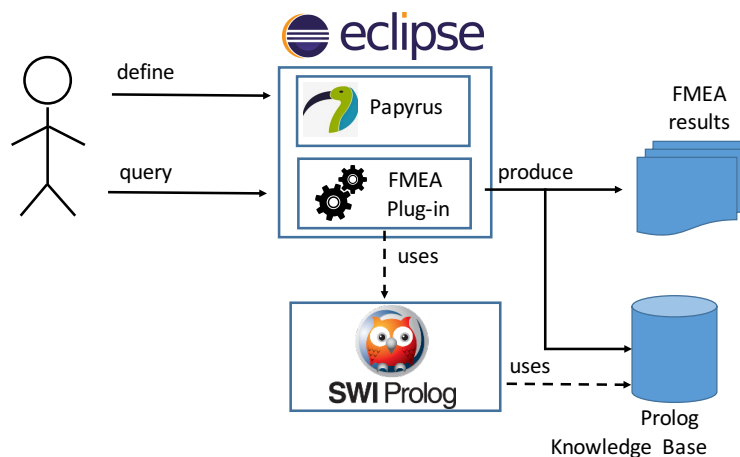 eclipse
define
Papyrus
FMEA
results
query
FMEA
Plug-in
produce
uses
SWI Prolog
uses
Prolog
Knowledge Base